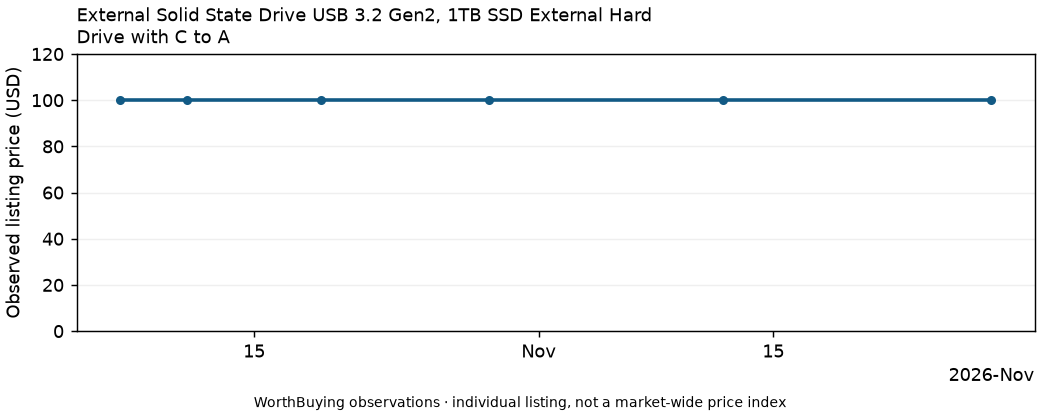 External Solid State Drive USB 3.2 Gen2, 1TB SSD External Hard
Drive with C to A
Observed listing price (USD)
120
100
80
60
40
20
0
15
Nov
15
2026-Nov
WorthBuying observations · individual listing, not a market-wide price index